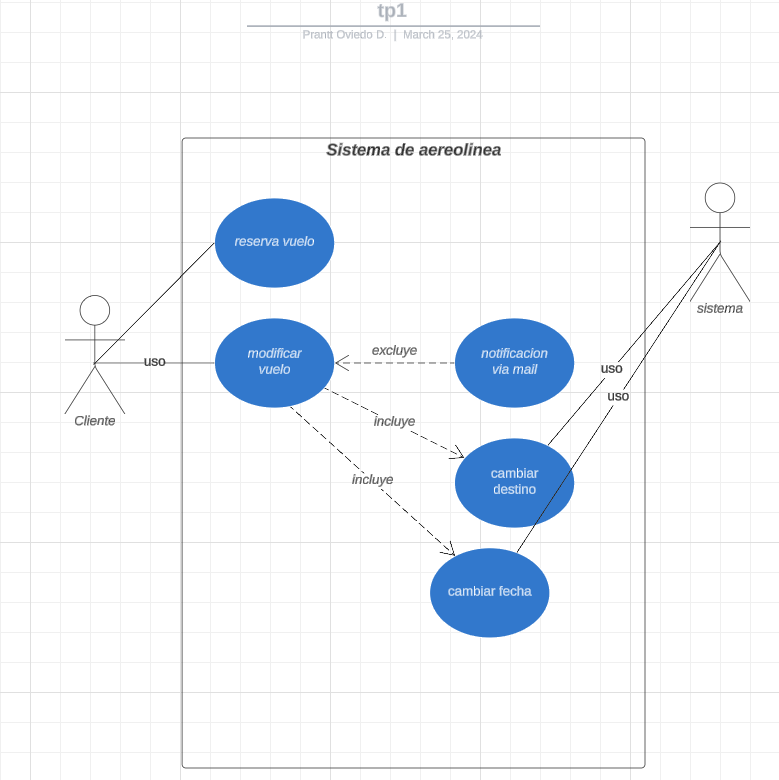 tp1
Prantt Oviedo D. | March 25, 2024
Sistema de aereolinea
reserva vuelo
sistema
modificar
vuelo
excluye
notificacion
via mail
uso
uso
uso
Cliente
incluye
incluye
cambiar
destino
cambiar fecha